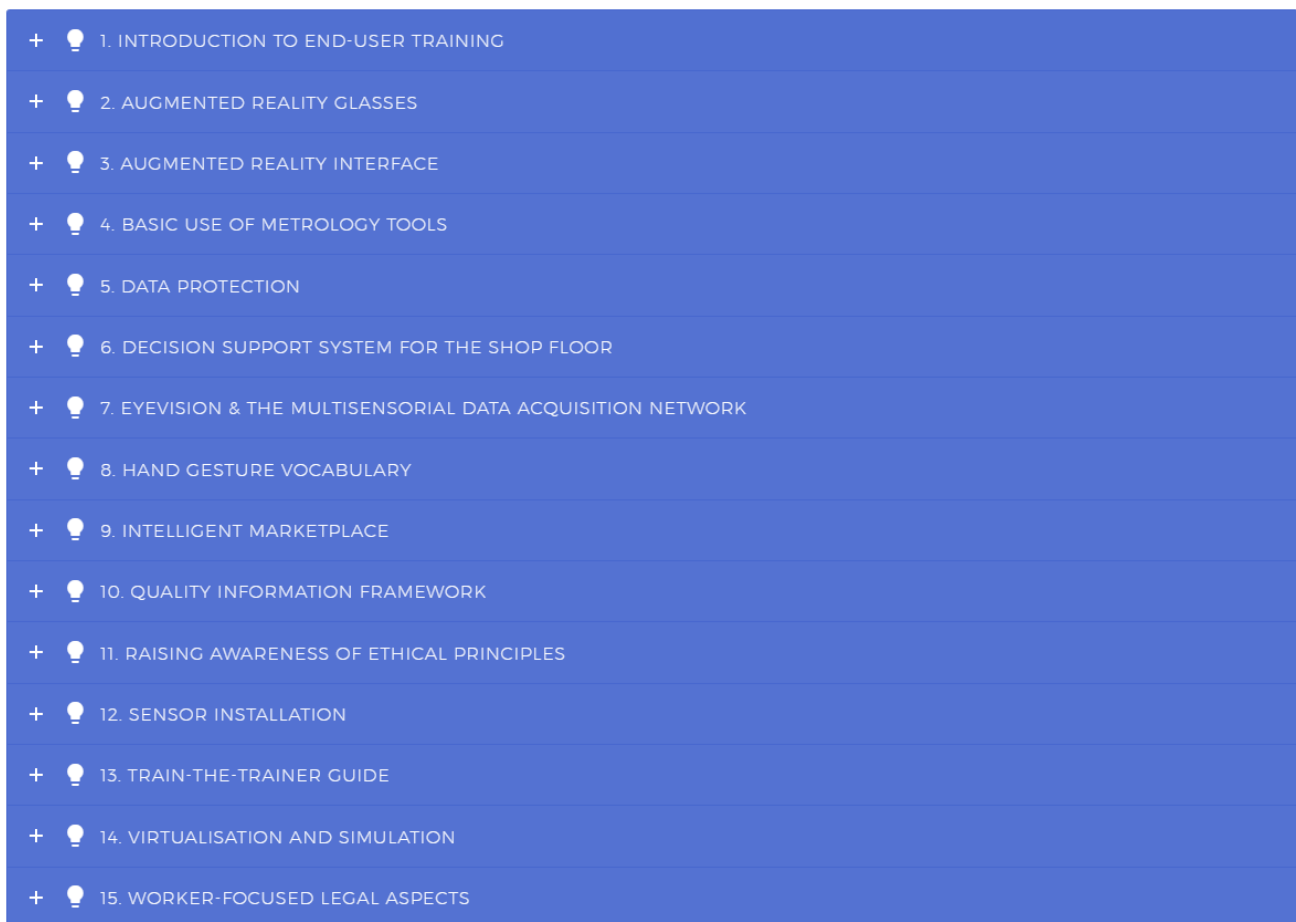 1. INTRODUCTION TO END-USER TRAINING
2. AUGMENTED REALITY GLASSES
3. AUGMENTED REALITY INTERFACE
4. BASIC USE OF METROLOGY TOOLS
5. DATA PROTECTION
6. DECISION SUPPORT SYSTEM FOR THE SHOP FLOOR
7. EYEVISION & THE MULTISENSORIAL DATA ACQUISITION NETWORK
8. HAND GESTURE VOCABULARY
9. INTELLIGENT MARKETPLACE
10. QUALITY INFORMATION FRAMEWORK
11. RAISING AWARENESS OF ETHICAL PRINCIPLES
12. SENSOR INSTALLATION
13. TRAIN-THE-TRAINER GUIDE
14. VIRTUALISATION AND SIMULATION
15. WORKER-FOCUSED LEGAL ASPECTS